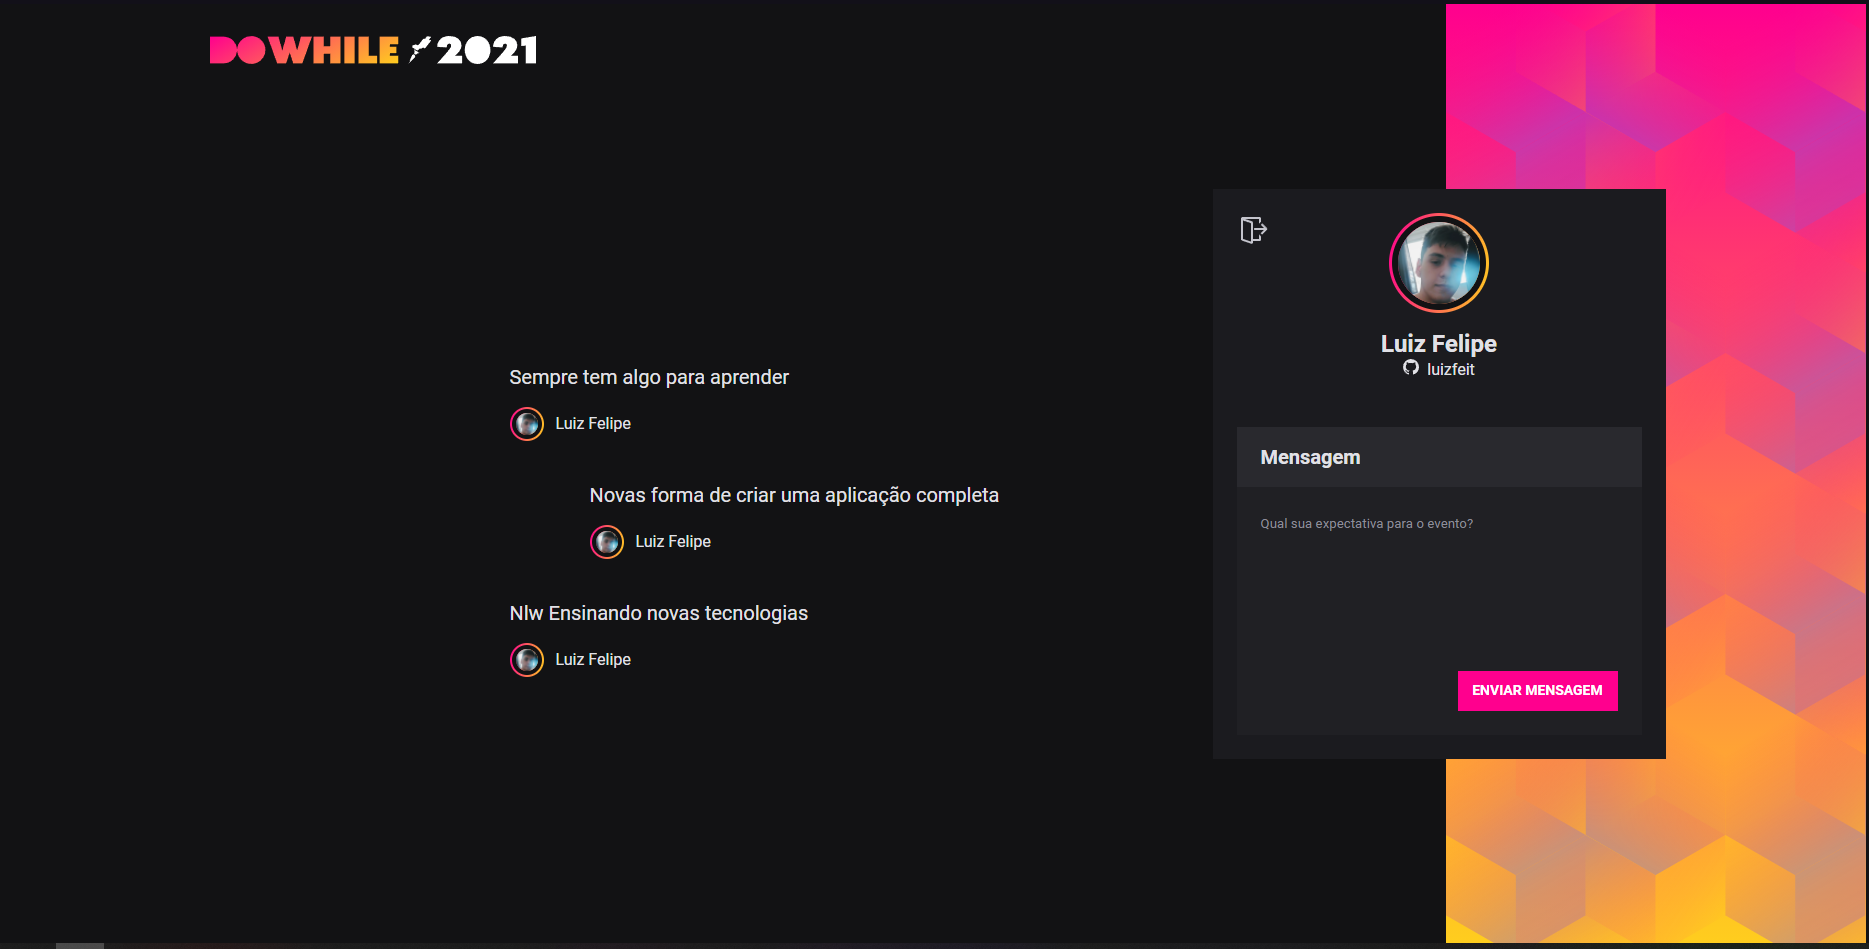 DOWHILE 2021
Sempre tem algo para aprender
Luiz Felipe
Novas forma de criar uma aplicação completa
Luiz Felipe
Nlw Ensinando novas tecnologias
Luiz Felipe
Luiz Felipe
luizfeit
Mensagem
Qual sua expectativa para o evento?
ENVIAR MENSAGEM